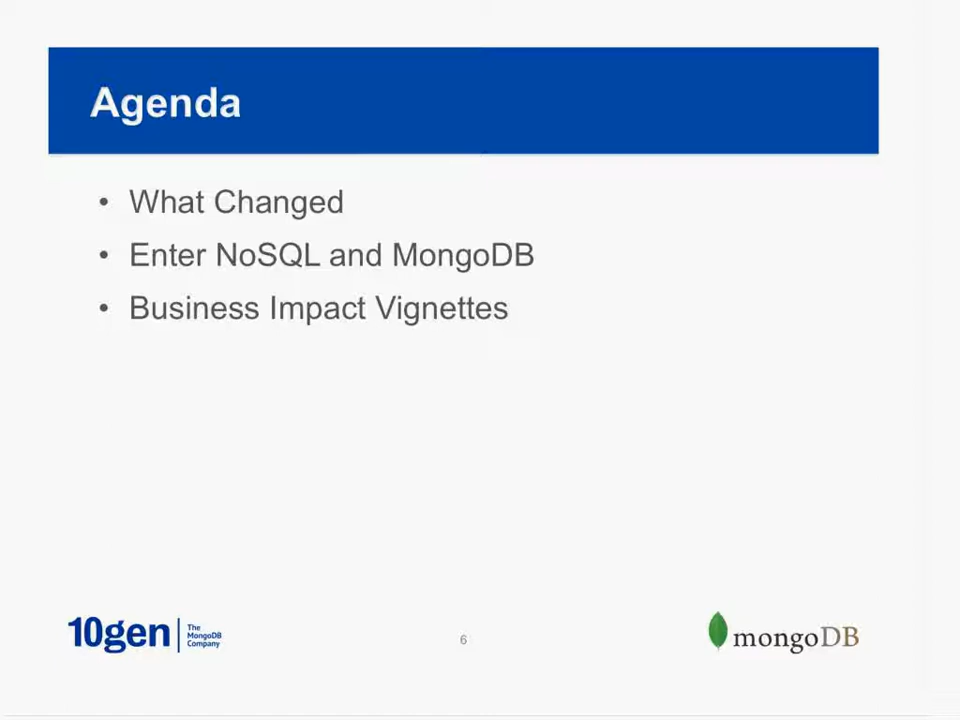 Agenda
• What Changed
• Enter NoSQL and MongoDB
• Business Impact Vignettes
10gen
The
MongoDB
Company
6
mongoDB